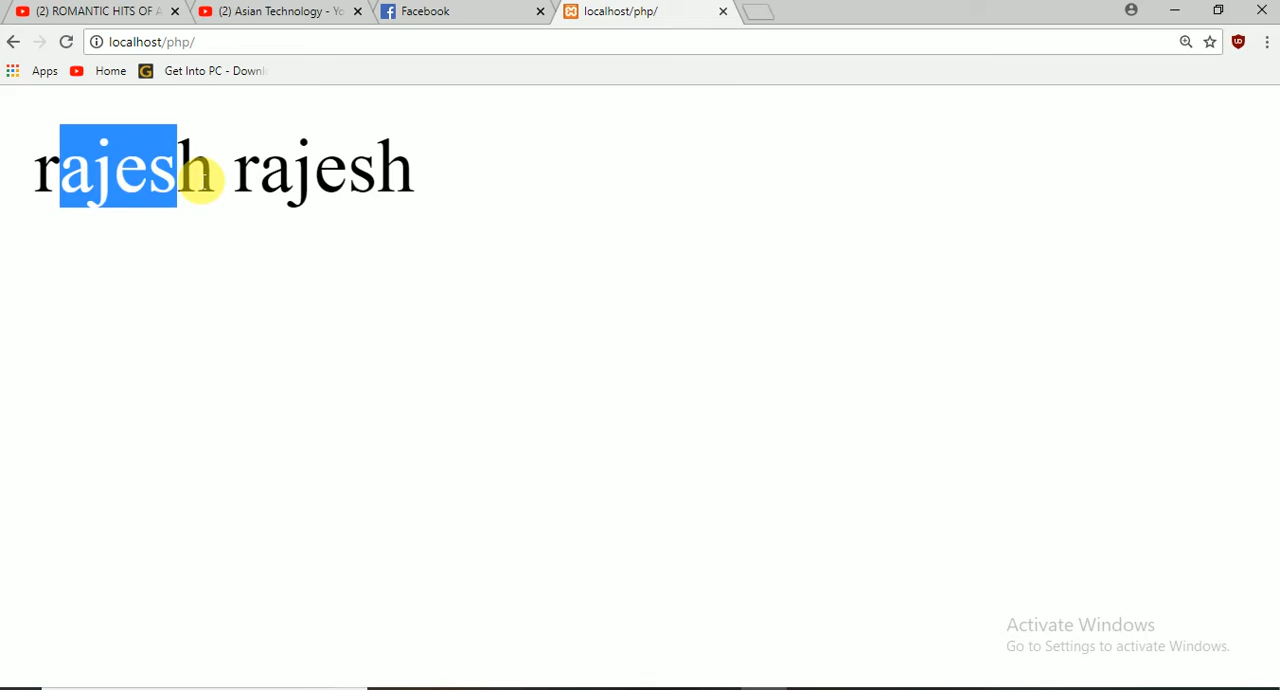 (2) ROMANTIC HITS OF A
(2) Asian Technology - Yo
Facebook
localhost/php/
localhost/php/
Apps
Home
Get Into PC - Downl
rajesh rajesh
Activate Windows
Go to Settings to activate Windows.